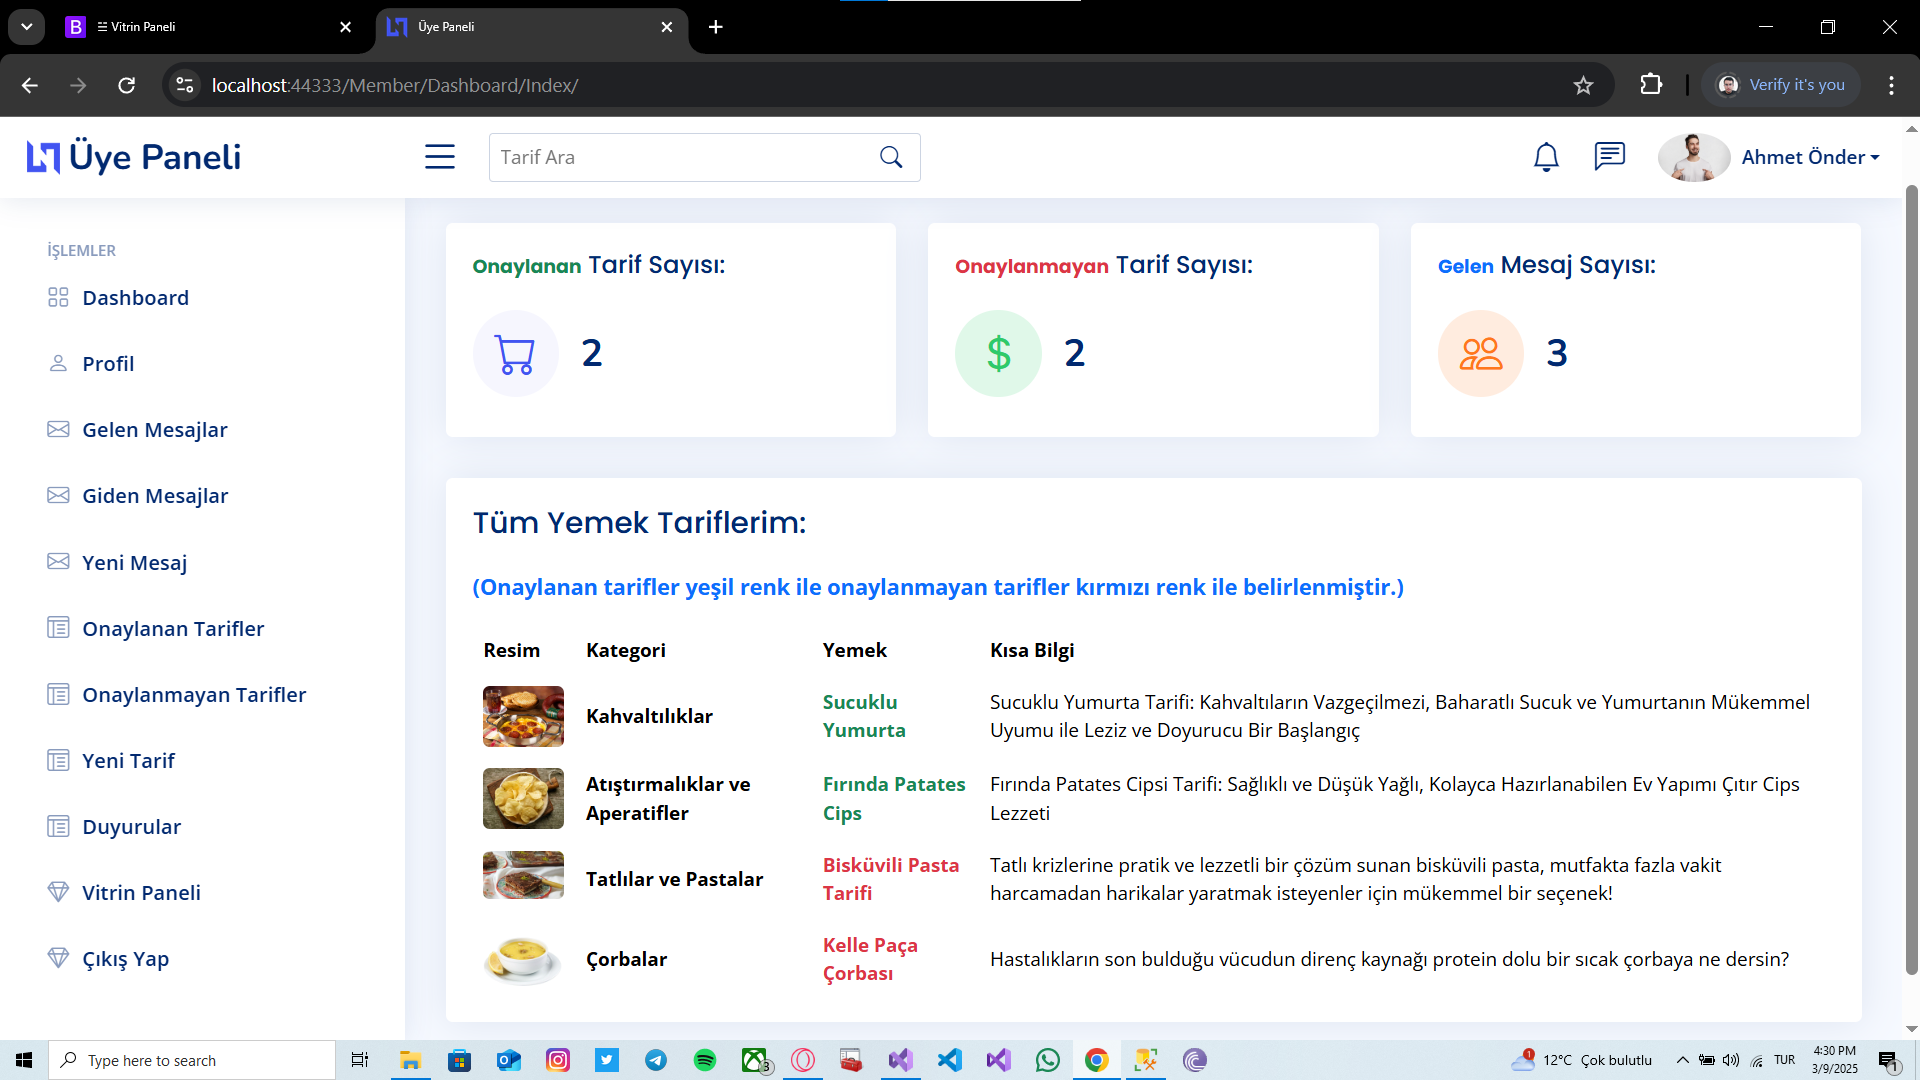 ☰ Vitrin Paneli
Üye Paneli
localhost:44333/Member/Dashboard/Index/
Verify it's you
Üye Paneli
Tarif Ara
Ahmet Önder
İŞLEMLER
Dashboard
Profil
Gelen Mesajlar
Giden Mesajlar
Yeni Mesaj
Onaylanan Tarifler
Onaylanmayan Tarifler
Yeni Tarif
Duyurular
Vitrin Paneli
Çıkış Yap
Onaylanan Tarif Sayısı:
2
Onaylanmayan Tarif Sayısı:
$
2
Gelen Mesaj Sayısı:
3
Tüm Yemek Tariflerim:
(Onaylanan tarifler yeşil renk ile onaylanmayan tarifler kırmızı renk ile belirlenmiştir.)
Resim Kategori Yemek Kısa Bilgi
Kahvaltılıklar
Sucuklu
Yumurta
Sucuklu Yumurta Tarifi: Kahvaltıların Vazgeçilmezi, Baharatlı Sucuk ve Yumurtanın Mükemmel
Uyumu ile Leziz ve Doyurucu Bir Başlangıç
Atıştırmalıklar ve
Aperatifler
Fırında Patates
Cips
Fırında Patates Cipsi Tarifi: Sağlıklı ve Düşük Yağlı, Kolayca Hazırlanabilen Ev Yapımı Çıtır Cips
Lezzeti
Tatlılar ve Pastalar
Bisküvili Pasta
Tarifi
Tatlı krizlerine pratik ve lezzetli bir çözüm sunan bisküvili pasta, mutfakta fazla vakit
harcamadan harikalar yaratmak isteyenler için mükemmel bir seçenek!
Çorbalar
Kelle Paça
Çorbası
Hastalıkların son bulduğu vücudun direnç kaynağı protein dolu bir sıcak çorbaya ne dersin?
Type here to search
3
1
12°C Çok bulutlu
TUR
4:30 PM
3/9/2025
1